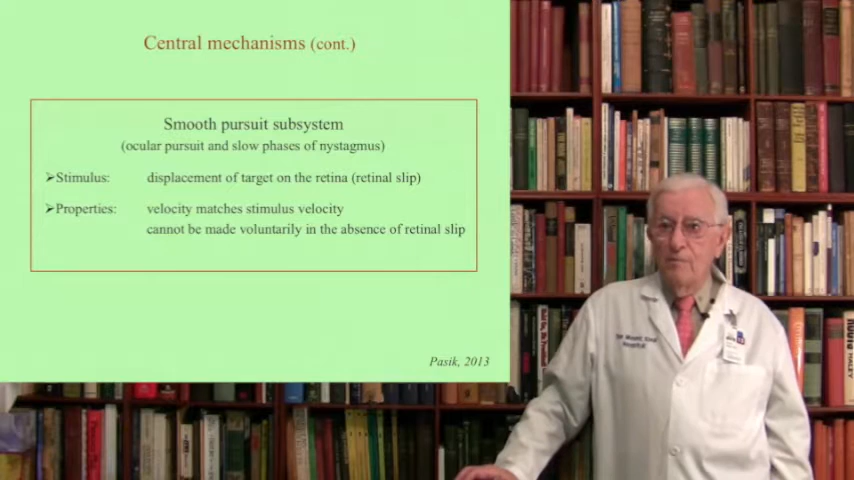 Central mechanisms (cont.)
Smooth pursuit subsystem
(ocular pursuit and slow phases of nystagmus)
➢Stimulus: displacement of target on the retina (retinal slip)
➢Properties: velocity matches stimulus velocity
cannot be made voluntarily in the absence of retinal slip
Pasik, 2013
Hospital